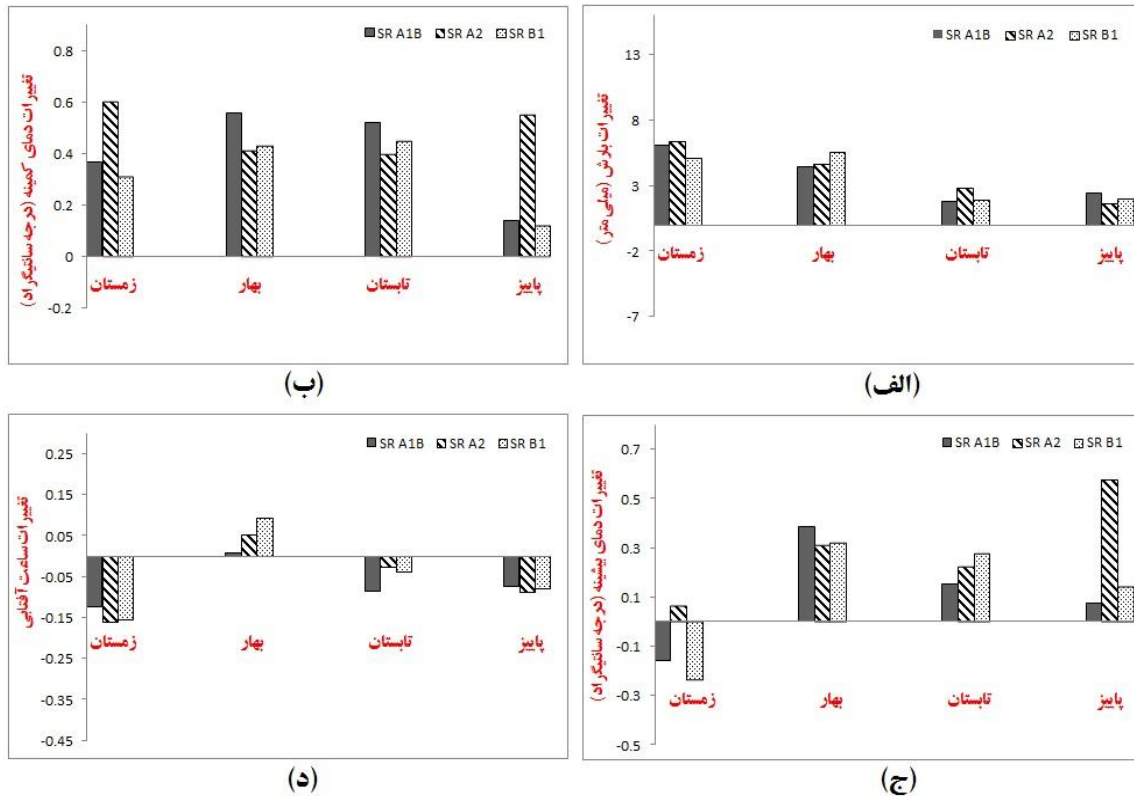 SR A1B SR A2 SR B1
تغییرات بارش (میلی متر)
13
8
3
-2
-7
زمستان بهار تابستان پاییز
(الف)
SR A1B SR A2 SR B1
تغییرات دمای کمینه (درجه سانتیگراد)
0.8
0.6
0.4
0.2
0
-0.2
زمستان بهار تابستان پاییز
(ب)
SR A1B SR A2 SR B1
تغییرات دمای بیشینه (درجه سانتیگراد)
0.7
0.5
0.3
0.1
-0.1
-0.3
-0.5
زمستان بهار تابستان پاییز
(ج)
SR A1B SR A2 SR B1
تغییرات ساعت آفتابی
0.25
0.15
0.05
-0.05
-0.15
-0.25
-0.35
-0.45
زمستان بهار تابستان پاییز
(د)